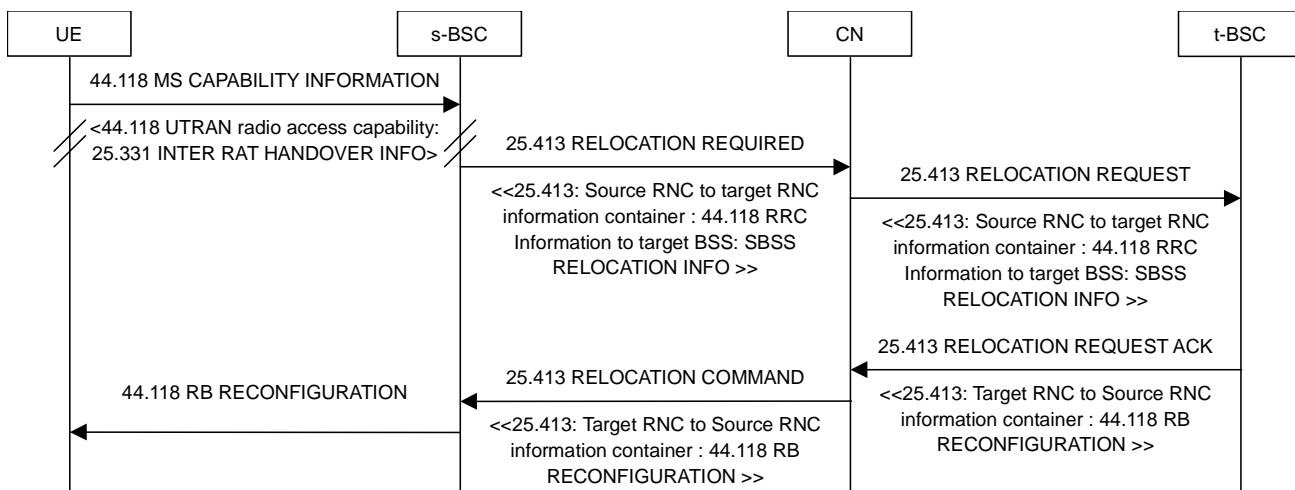 UE
s-BSC
CN
t-BSC
44.118 MS CAPABILITY INFORMATION
<44.118 UTRAN radio access capability:
25.331 INTER RAT HANDOVER INFO>
25.413 RELOCATION REQUIRED
<<25.413: Source RNC to target RNC
information container : 44.118 RRC
Information to target BSS: SBSS
RELOCATION INFO >>
25.413 RELOCATION REQUEST
<<25.413: Source RNC to target RNC
information container : 44.118 RRC
Information to target BSS: SBSS
RELOCATION INFO >>
25.413 RELOCATION REQUEST ACK
<<25.413: Target RNC to Source RNC
information container : 44.118 RB
RECONFIGURATION >>
25.413 RELOCATION COMMAND
<<25.413: Target RNC to Source RNC
information container : 44.118 RB
RECONFIGURATION >>
44.118 RB RECONFIGURATION